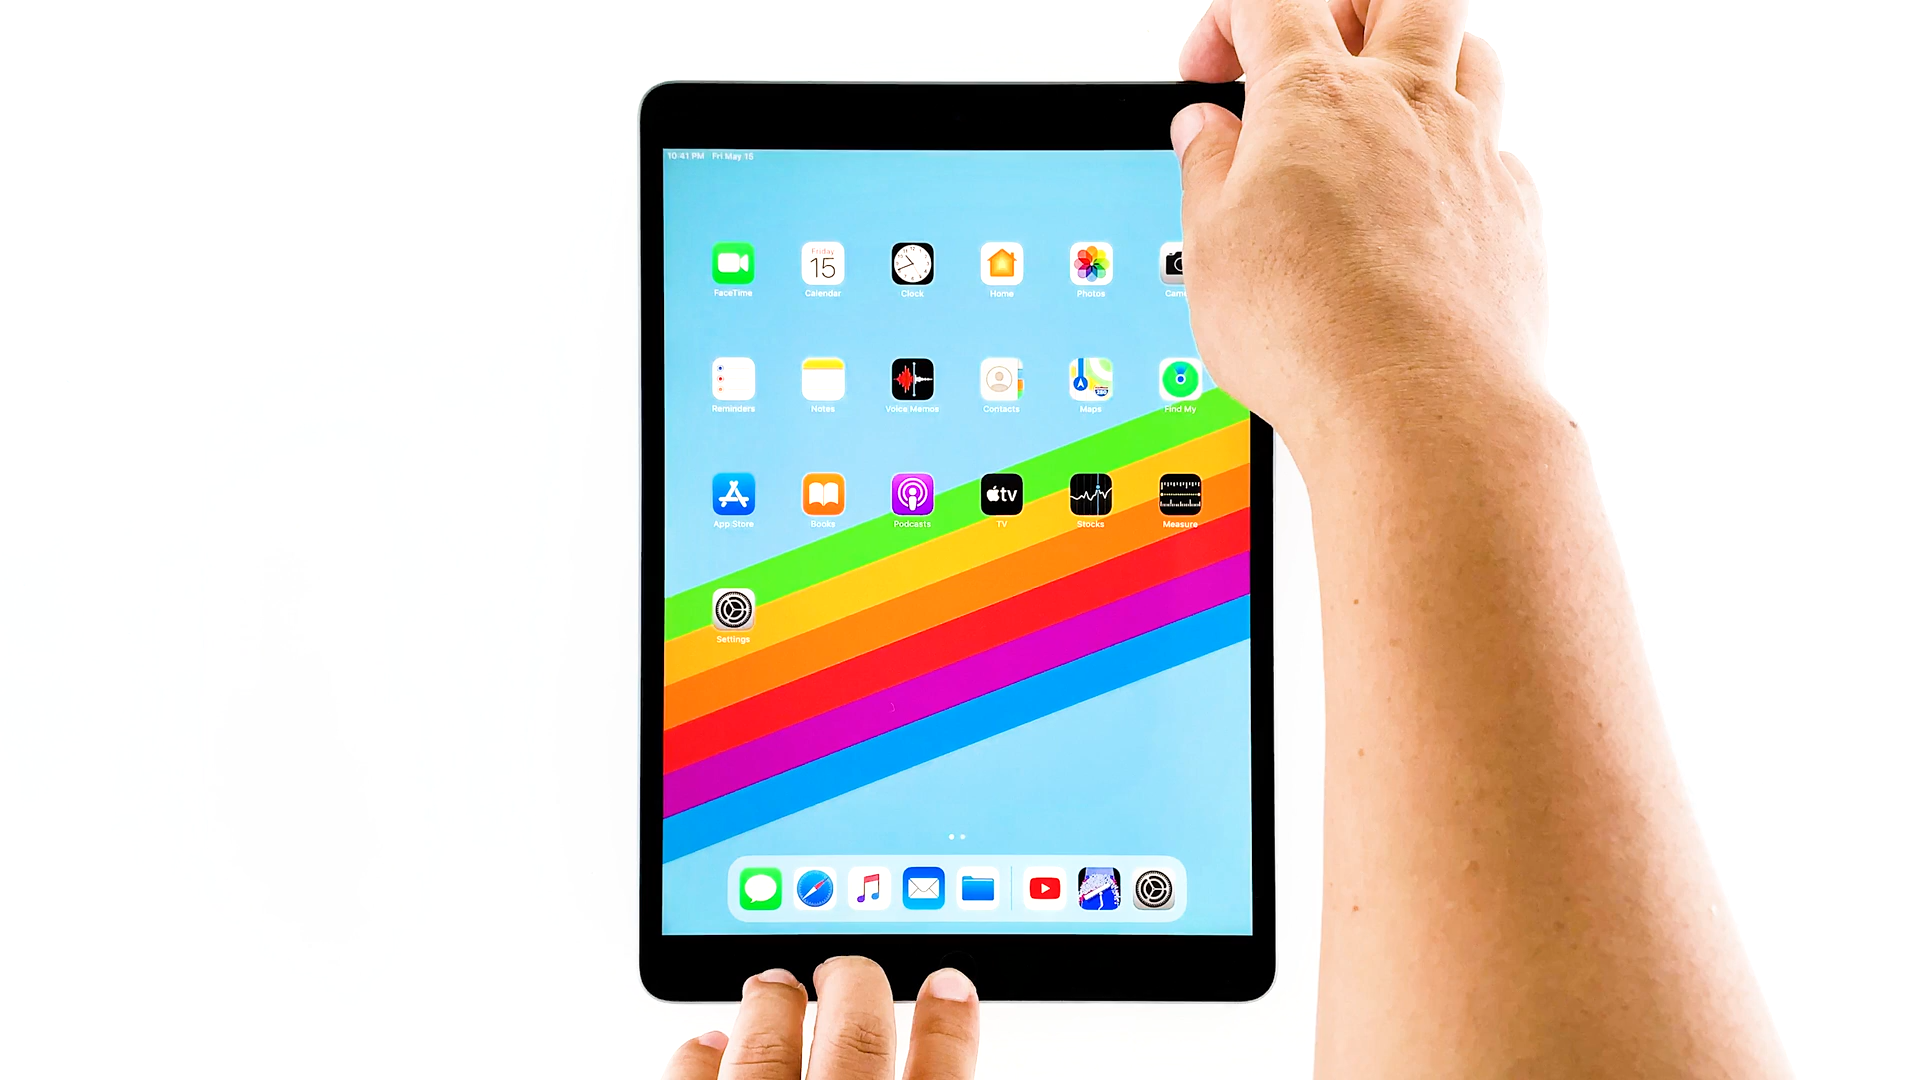 10:41 PM Fri May 15
Friday
15
FaceTime Calendar Clock Home Photos Came
Reminders Notes Voice Memos Contacts Maps Find My
tv
App Store Books Podcasts TV Stocks Measure
Settings